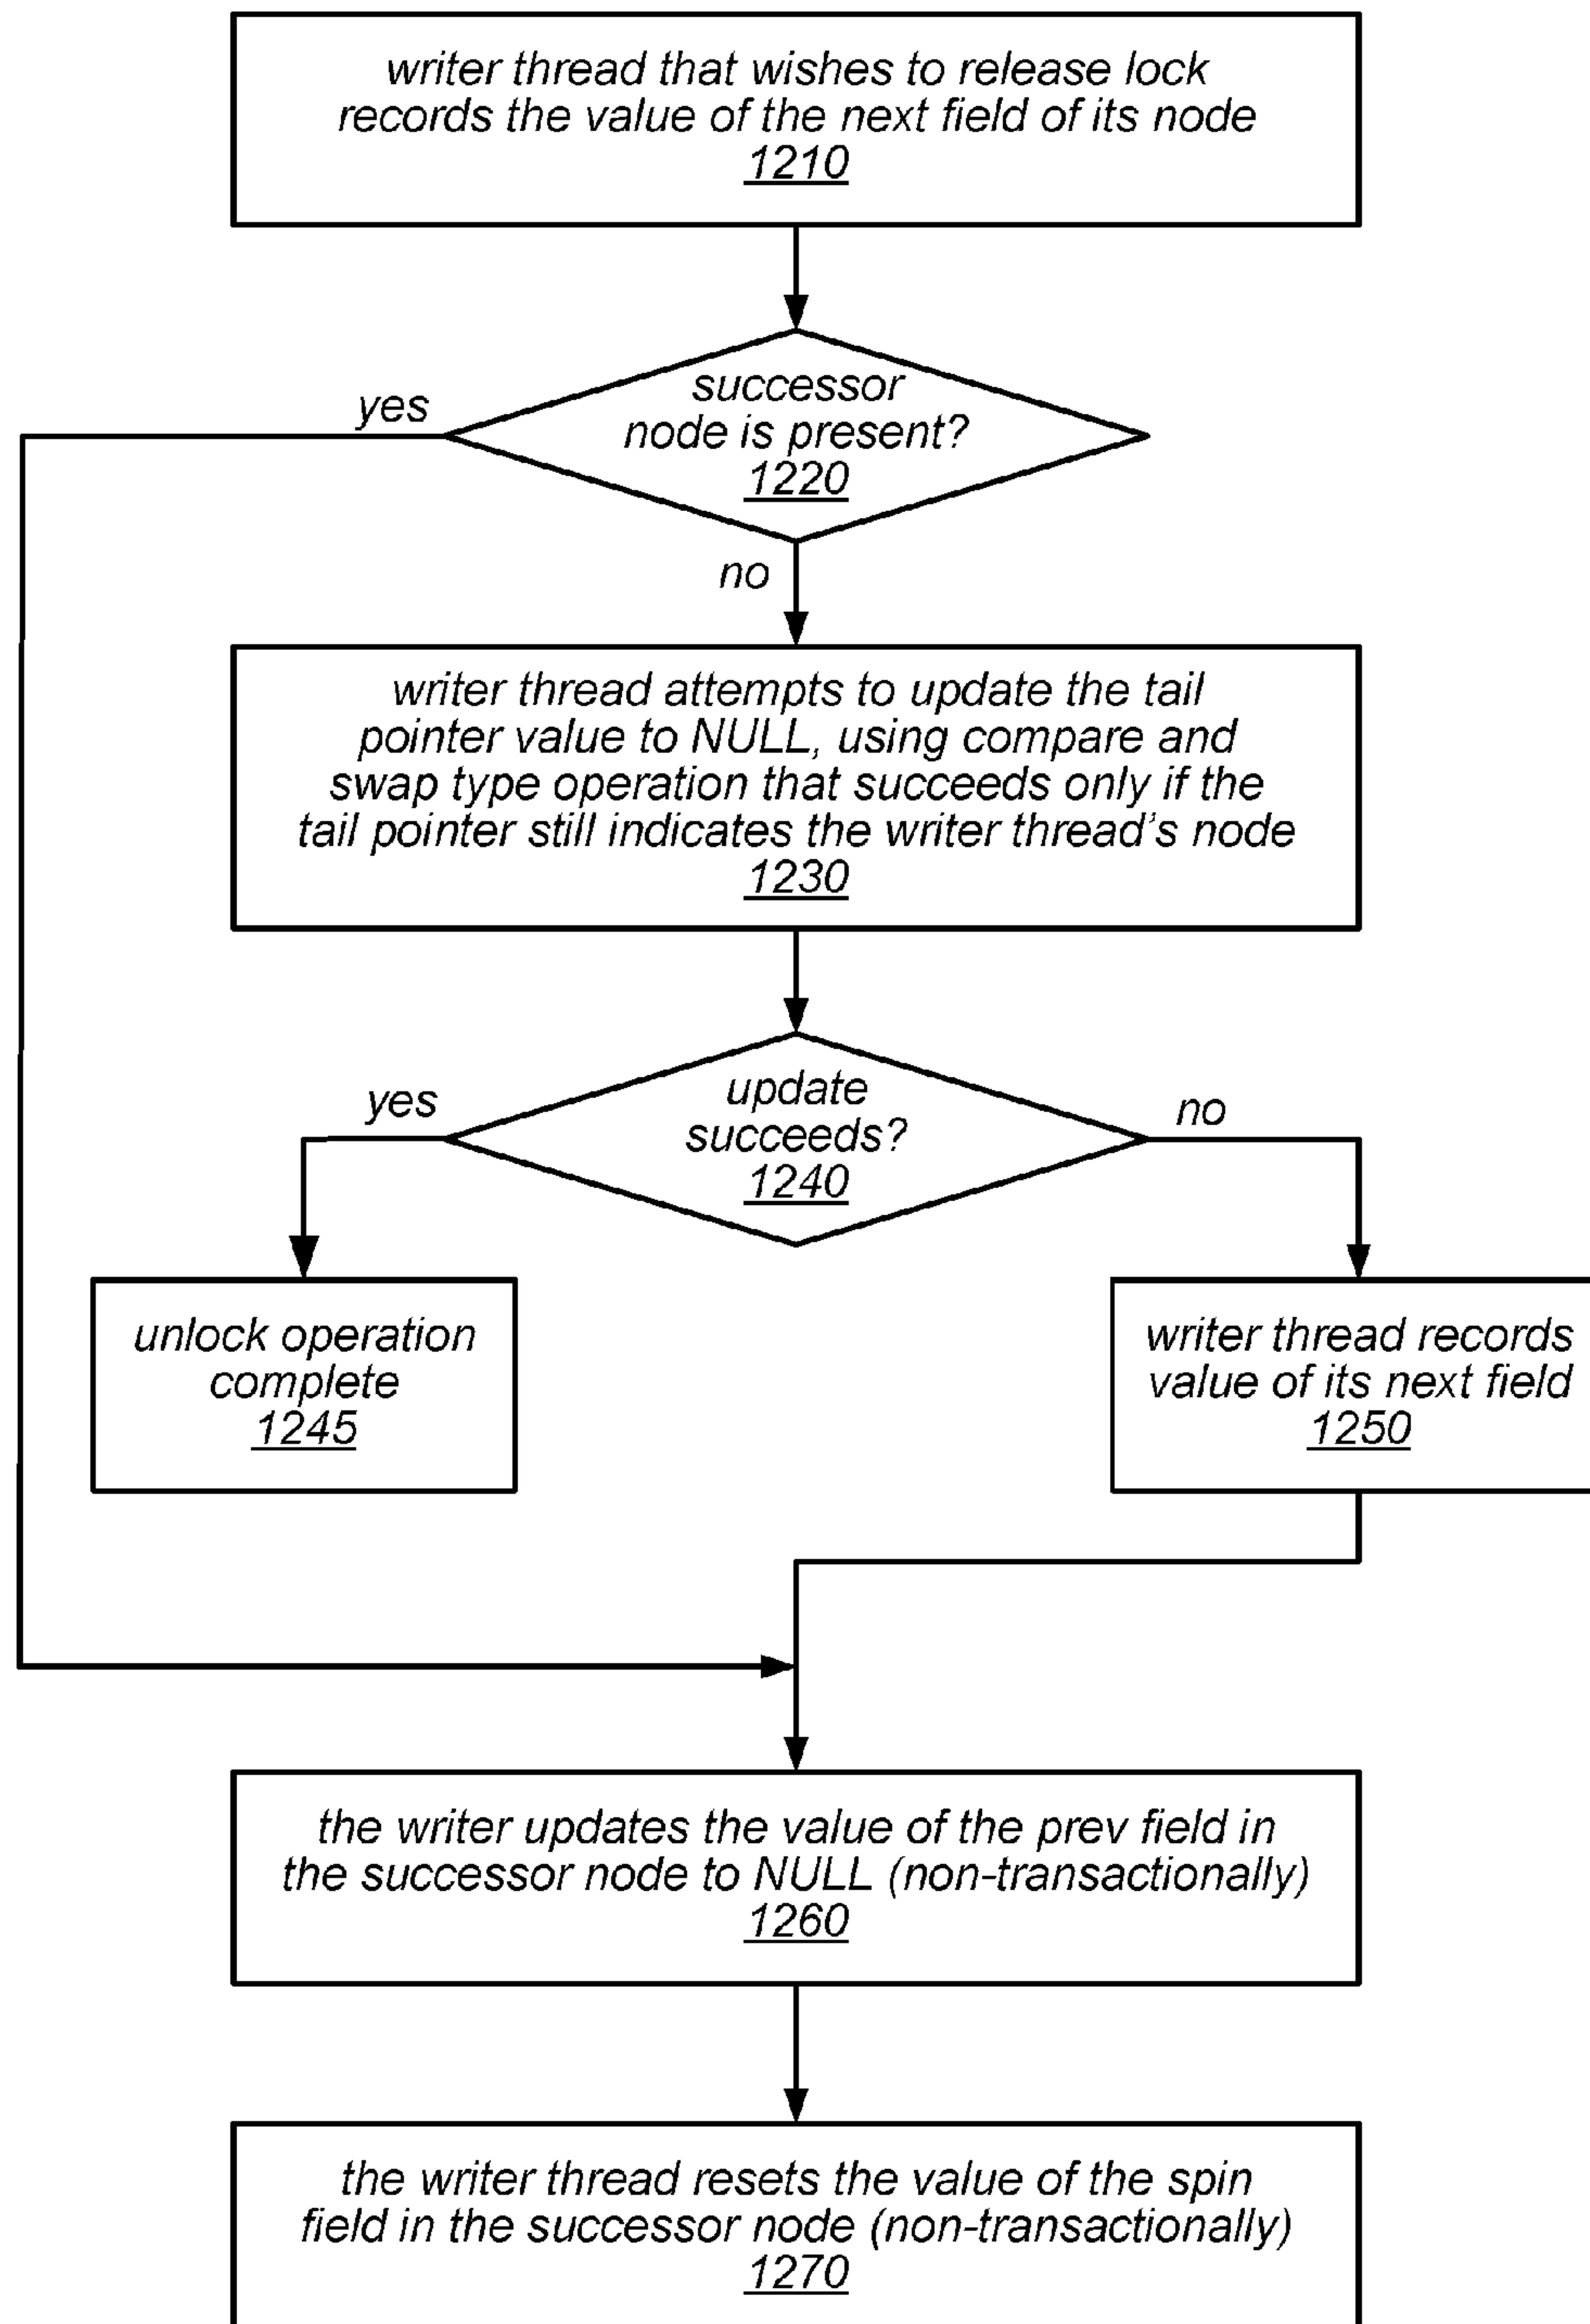 writer thread that wishes to release lock
records the value of the next field of its node
1210
successor
node is present?
1220
yes
no
writer thread attempts to update the tail
pointer value to NULL, using compare and
swap type operation that succeeds only if the
tail pointer still indicates the writer thread's node
1230
update
succeeds?
1240
yes
no
unlock operation
complete
1245
writer thread records
value of its next field
1250
the writer updates the value of the prev field in
the successor node to NULL (non-transactionally)
1260
the writer thread resets the value of the spin
field in the successor node (non-transactionally)
1270